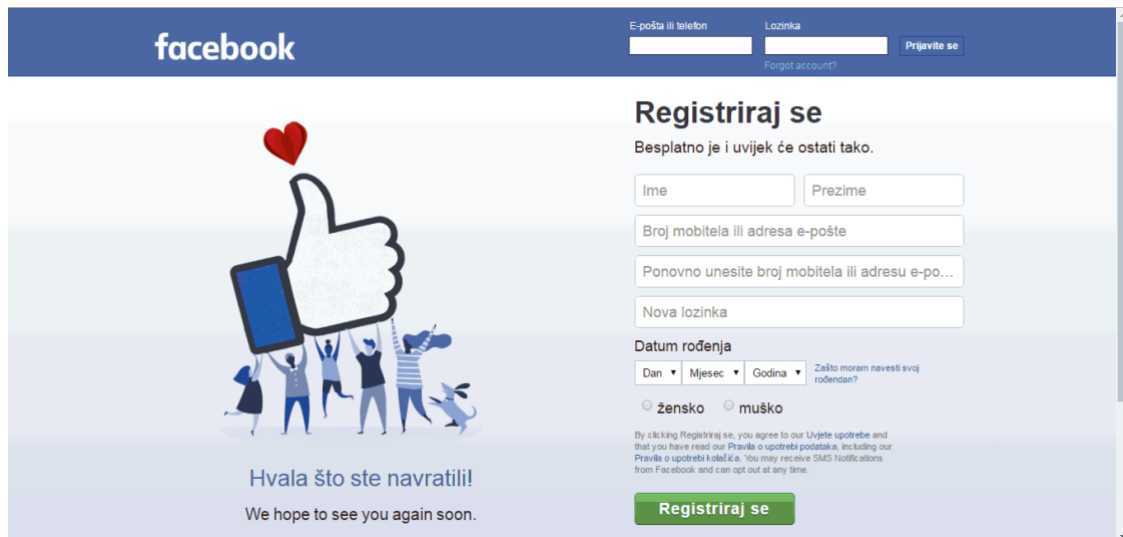 facebook
E-pošta ili telefon
Lozinka
Prijavite se
Forgot account?
Registriraj se
Besplatno je i uvijek će ostati tako.
Ime
Prezime
Broj mobitela ili adresa e-pošte
Ponovno unesite broj mobitela ili adresu e-po...
Nova lozinka
Datum rođenja
Dan
Mjesec
Godina
Zašto moram navesti svoj
rođendan?
žensko
muško
By clicking Registriraj se, you agree to our Uvjete upotrebe and
that you have read our Pravila o upotrebi podataka, including our
Pravila o upotrebi kolačića. You may receive SMS Notifications
from Facebook and can opt out at any time.
Registriraj se
Hvala što ste navratili!
We hope to see you again soon.